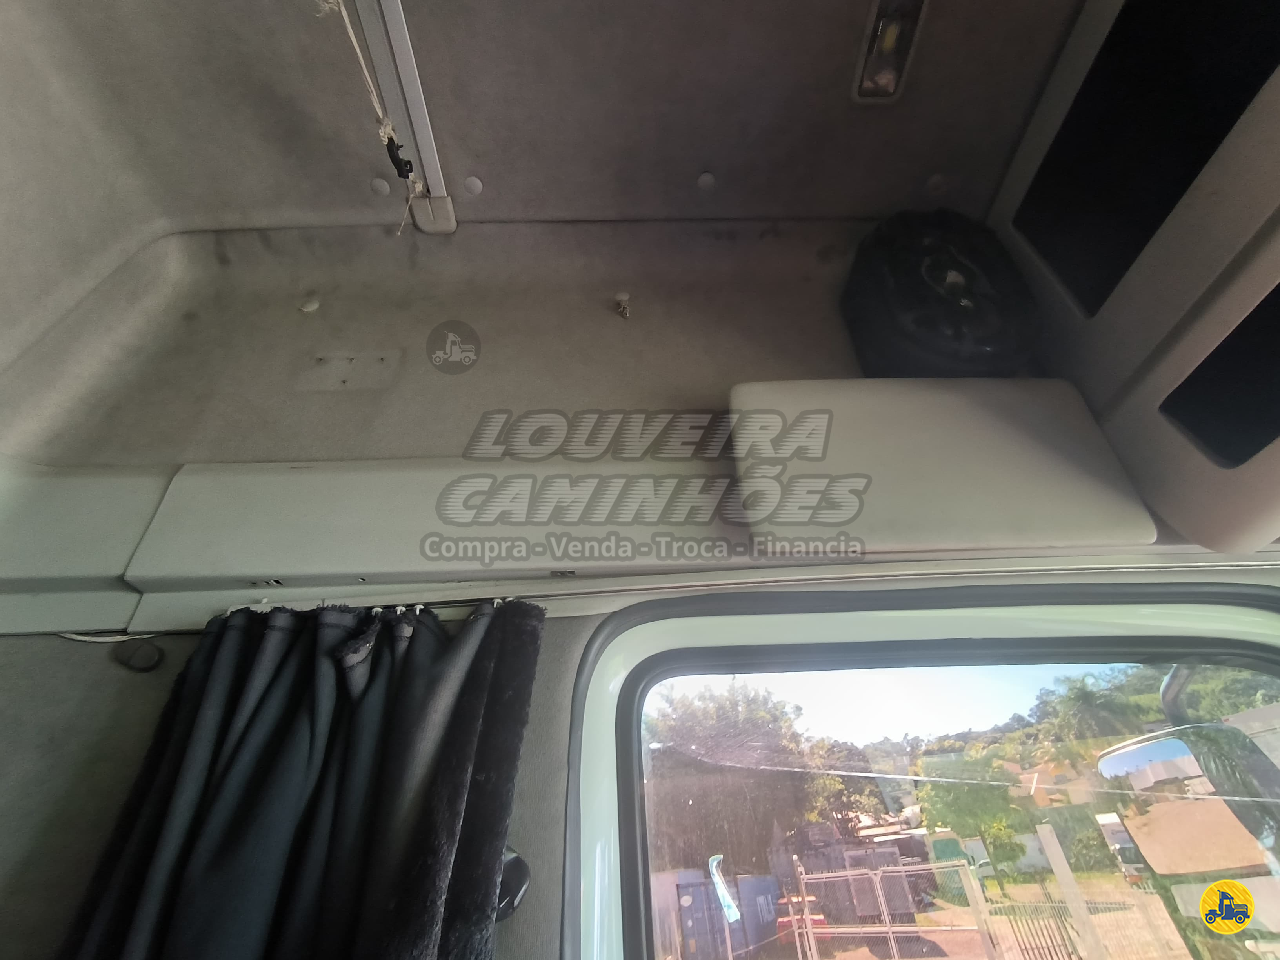 LOUVEIRA
CAMINHÕES
Compra - Venda - Troca - Financia